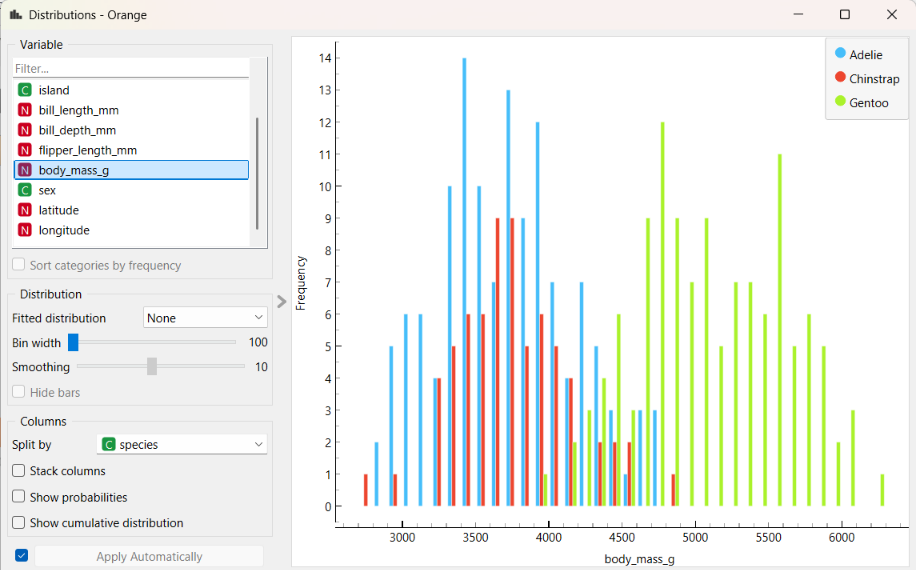 Distributions - Orange
Variable
Filter...
C island
N bill_length_mm
N bill_depth_mm
N flipper_length_mm
N body_mass_g
C sex
N latitude
N longitude
Sort categories by frequency
Distribution
Fitted distribution None
Bin width 100
Smoothing 10
Hide bars
Columns
Split by C species
Stack columns
Show probabilities
Show cumulative distribution
Apply Automatically
Adelie
Chinstrap
Gentoo
Frequency
14
13
12
11
10
9
8
7
6
5
4
3
2
1
0
3000 3500 4000 4500 5000 5500 6000
body_mass_g